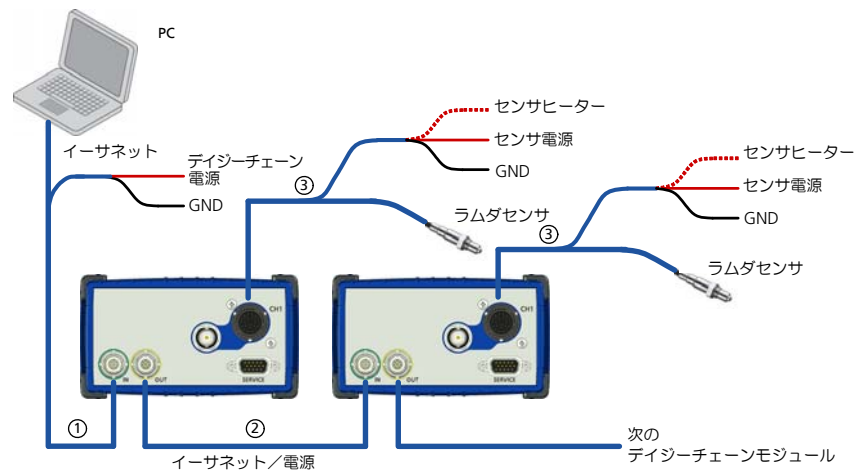 PC
イーサネット
デイジーチェーン
電源
GND
センサヒーター
センサ電源
GND
③
ラムダセンサ
センサヒーター
センサ電源
GND
③
ラムダセンサ
CH1
IN
OUT
SERVICE
CH1
IN
OUT
SERVICE
①
②
イーサネット／電源
次の
デイジーチェーンモジュール